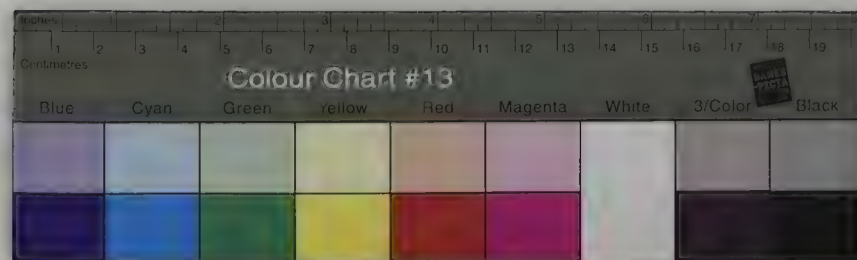 Inches 1 2 3 4 5 6 7
1 2 3 4 5 6 7 8 9 10 11 12 13 14 15 16 17 18 19
Centimetres
Colour Chart #13
DANES
PICTA
Blue Cyan Green Yellow Red Magenta White 3/Color Black